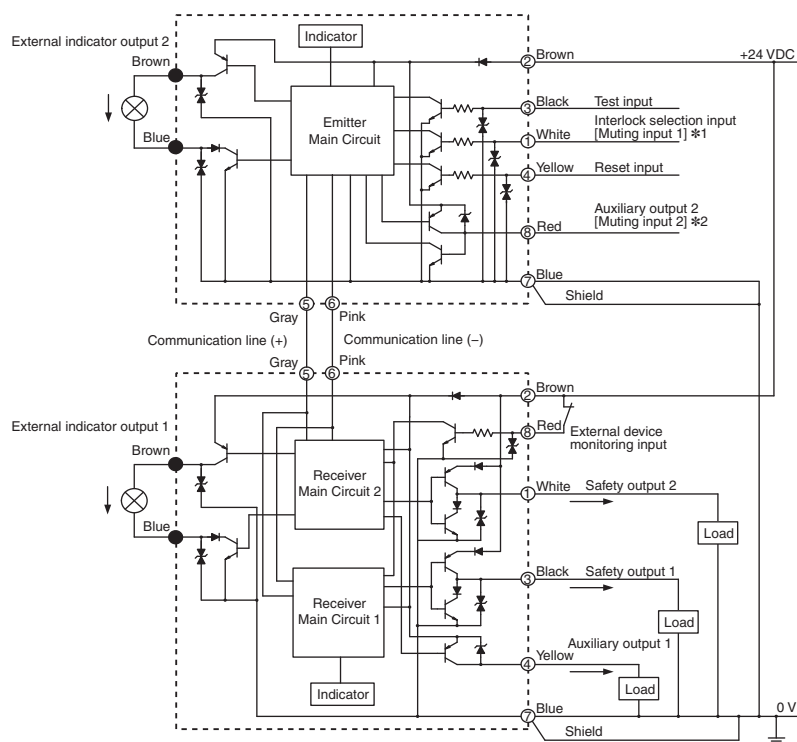 External indicator output 2
Indicator
Brown
② Brown
+24 VDC
Emitter
Main Circuit
③ Black Test input
Interlock selection input
① White [Muting input 1] *1
Blue
④ Yellow Reset input
Auxiliary output 2
⑧ Red [Muting input 2] *2
⑦ Blue
Shield
⑤ ⑥
Gray Pink
Communication line (+) Communication line (−)
Gray Pink
⑤ ⑥
② Brown
External indicator output 1
⑧ Red
External device
monitoring input
Brown
Receiver
Main Circuit 2
① White Safety output 2
Load
Blue
③ Black Safety output 1
Receiver
Main Circuit 1
Load
Auxiliary output 1
④ Yellow
Load
Indicator
⑦ Blue
0 V
Shield